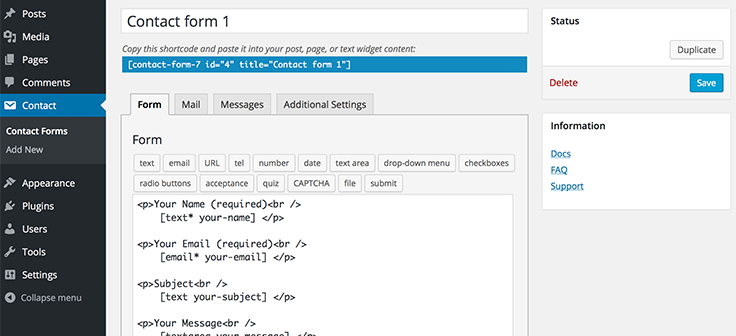 Posts
Media
Pages
Comments
Contact
Contact Forms
Add New
Appearance
Plugins
Users
Tools
Settings
Collapse menu
Contact form 1
Copy this shortcode and paste it into your post, page, or text widget content:
[contact-form-7 id="4" title="Contact form 1"]
Form Mail Messages Additional Settings
Form
text email URL tel number date text area drop-down menu checkboxes
radio buttons acceptance quiz CAPTCHA file submit
<p>Your Name (required)<br />
[text* your-name] </p>
<p>Your Email (required)<br />
[email* your-email] </p>
<p>Subject<br />
[text your-subject] </p>
<p>Your Message<br />
[textarea your-message] </p>
Status
Duplicate
Delete Save
Information
Docs
FAQ
Support